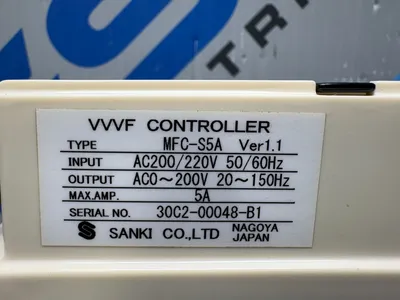 TRI
VVVF CONTROLLER
TYPE MFC-S5A Ver1.1
INPUT AC200/220V 50/60Hz
OUTPUT AC0~200V 20~150Hz
MAX.AMP. 5A
SERIAL NO. 30C2-00048-B1
SANKI CO.,LTD NAGOYA JAPAN